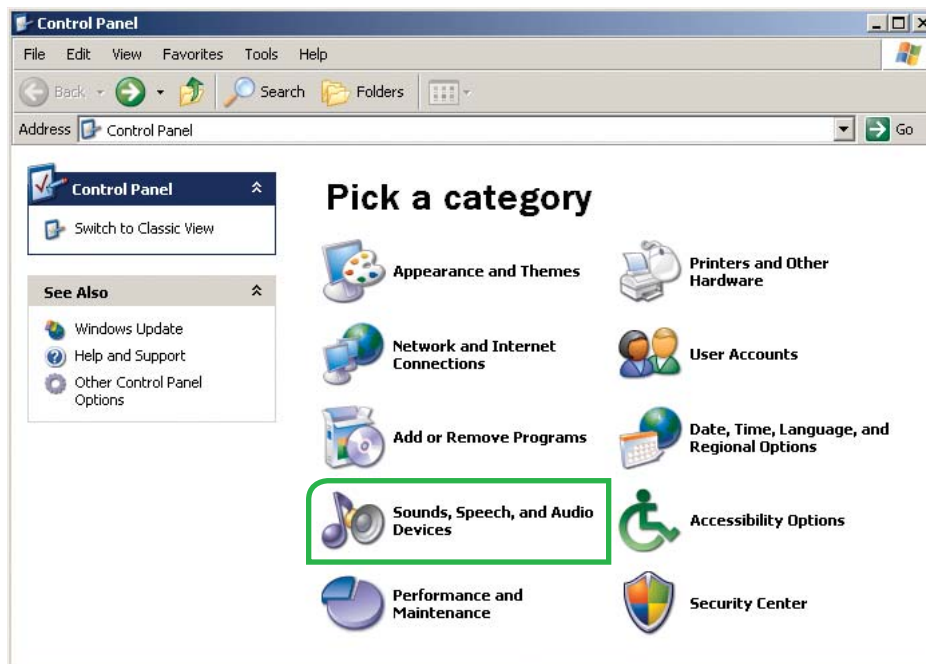 Control Panel
File Edit View Favorites Tools Help
Back Search Folders
Address Control Panel Go
Control Panel
Switch to Classic View
See Also
Windows Update
Help and Support
Other Control Panel
Options
Pick a category
Appearance and Themes
Printers and Other
Hardware
Network and Internet
Connections
User Accounts
Add or Remove Programs
Date, Time, Language, and
Regional Options
Sounds, Speech, and Audio
Devices
Accessibility Options
Performance and
Maintenance
Security Center